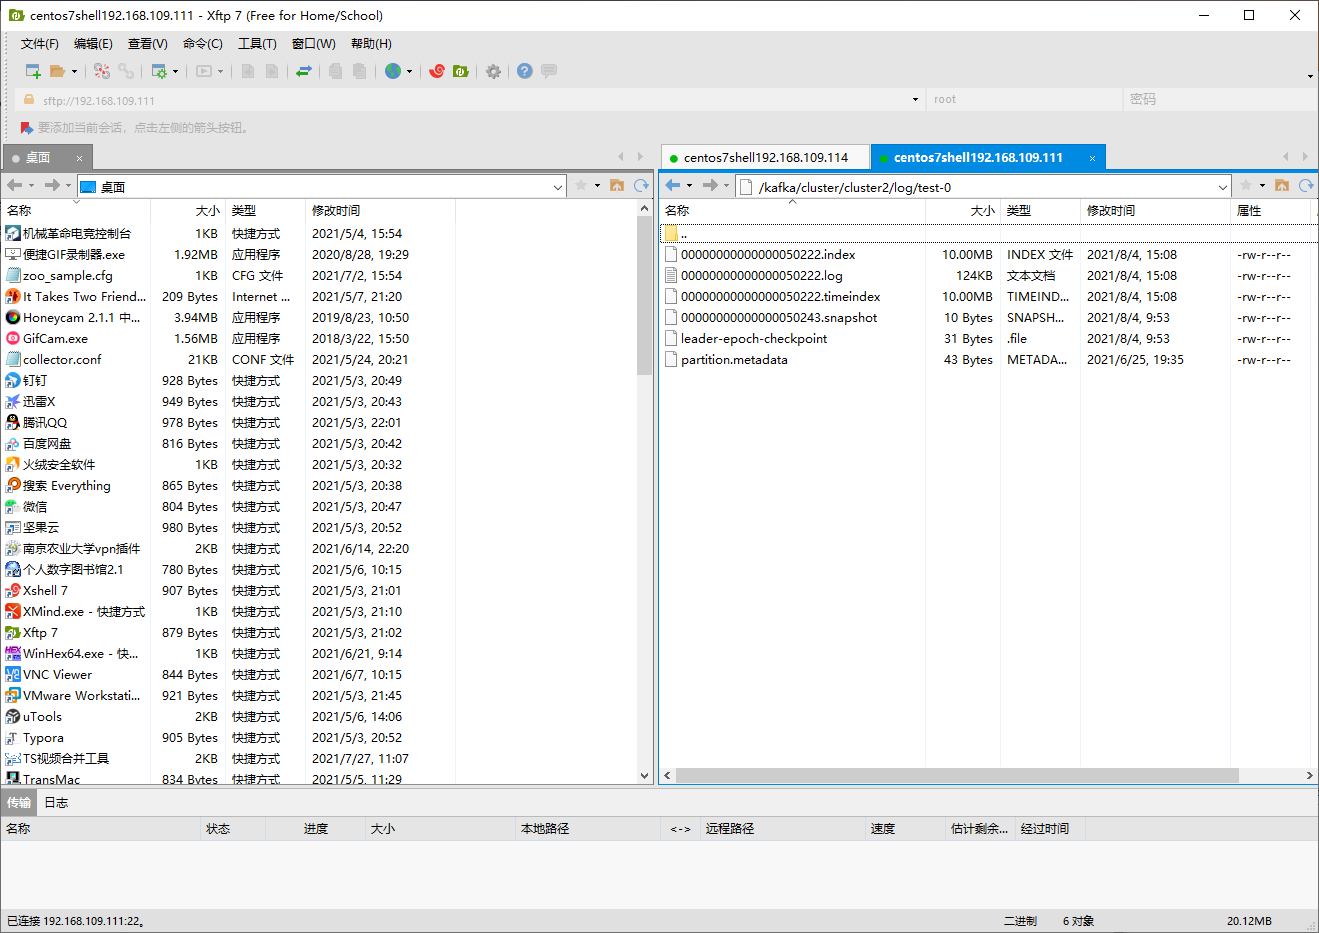 centos7shell192.168.109.111 - Xftp 7 (Free for Home/School)
文件(F) 编辑(E) 查看(V) 命令(C) 工具(T) 窗口(W) 帮助(H)
sftp://192.168.109.111 root 密码
要添加当前会话，点击左侧的箭头按钮。
桌面 ×
桌面
名称 大小 类型 修改时间
机械革命电竞控制台 1KB 快捷方式 2021/5/4, 15:54
便捷GIF录制器.exe 1.92MB 应用程序 2020/8/28, 19:29
zoo_sample.cfg 1KB CFG 文件 2021/7/2, 15:54
It Takes Two Friend... 209 Bytes Internet ... 2021/5/7, 21:20
Honeycam 2.1.1 中... 3.94MB 应用程序 2019/8/23, 10:50
GifCam.exe 1.56MB 应用程序 2018/3/22, 15:50
collector.conf 21KB CONF 文件 2021/5/24, 20:21
钉钉 928 Bytes 快捷方式 2021/5/3, 20:49
迅雷X 949 Bytes 快捷方式 2021/5/3, 20:43
腾讯QQ 978 Bytes 快捷方式 2021/5/3, 22:01
百度网盘 816 Bytes 快捷方式 2021/5/3, 20:42
火绒安全软件 1KB 快捷方式 2021/5/3, 20:32
搜索 Everything 865 Bytes 快捷方式 2021/5/3, 20:38
微信 804 Bytes 快捷方式 2021/5/3, 20:47
坚果云 980 Bytes 快捷方式 2021/5/3, 20:52
南京农业大学vpn插件 2KB 快捷方式 2021/6/14, 22:20
个人数字图书馆2.1 780 Bytes 快捷方式 2021/5/6, 10:15
Xshell 7 907 Bytes 快捷方式 2021/5/3, 21:01
XMind.exe - 快捷方式 1KB 快捷方式 2021/5/3, 21:10
Xftp 7 879 Bytes 快捷方式 2021/5/3, 21:02
WinHex64.exe - 快... 1KB 快捷方式 2021/6/21, 9:14
VNC Viewer 844 Bytes 快捷方式 2021/6/7, 10:15
VMware Workstati... 921 Bytes 快捷方式 2021/5/3, 21:45
uTools 2KB 快捷方式 2021/5/6, 14:06
Typora 905 Bytes 快捷方式 2021/5/3, 20:52
TS视频合并工具 2KB 快捷方式 2021/7/27, 11:07
TransMac 834 Bytes 快捷方式 2021/5/5, 11:29
centos7shell192.168.109.114 centos7shell192.168.109.111 ×
/kafka/cluster/cluster2/log/test-0
名称 大小 类型 修改时间 属性
..
00000000000000050222.index 10.00MB INDEX 文件 2021/8/4, 15:08 -rw-r--r--
00000000000000050222.log 124KB 文本文档 2021/8/4, 15:08 -rw-r--r--
00000000000000050222.timeindex 10.00MB TIMEIND... 2021/8/4, 15:08 -rw-r--r--
00000000000000050243.snapshot 10 Bytes SNAPSH... 2021/8/4, 9:53 -rw-r--r--
leader-epoch-checkpoint 31 Bytes .file 2021/8/4, 9:53 -rw-r--r--
partition.metadata 43 Bytes METADA... 2021/6/25, 19:35 -rw-r--r--
传输 日志
名称 状态 进度 大小 本地路径 <-> 远程路径 速度 估计剩余... 经过时间
已连接 192.168.109.111:22。 二进制 6 对象 20.12MB